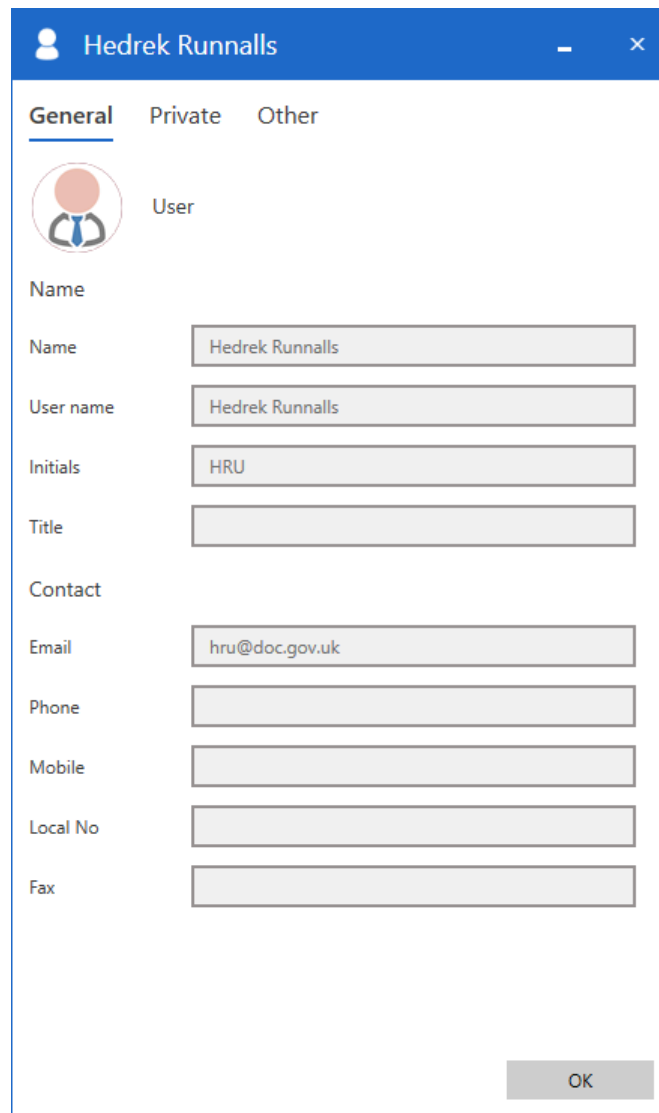 Hedrek Runnalls
General Private Other
User
Name
Name Hedrek Runnalls
User name Hedrek Runnalls
Initials HRU
Title
Contact
Email hru@doc.gov.uk
Phone
Mobile
Local No
Fax
OK